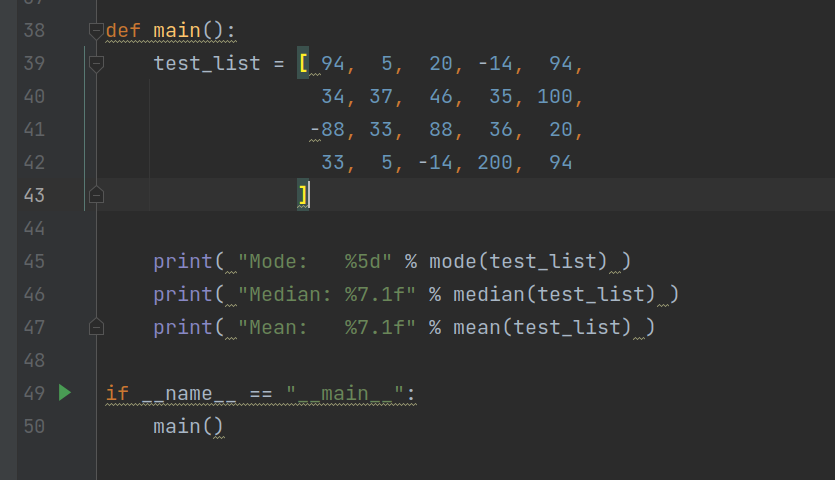 38 def main():
39     test_list = [ 94,  5,  20, -14,  94,
40                   34, 37,  46,  35, 100,
41                  -88, 33,  88,  36,  20,
42                   33,  5, -14, 200,  94
43                 ]
44
45     print( "Mode:   %5d" % mode(test_list) )
46     print( "Median: %7.1f" % median(test_list) )
47     print( "Mean:   %7.1f" % mean(test_list) )
48
49 if __name__ == "__main__":
50     main()